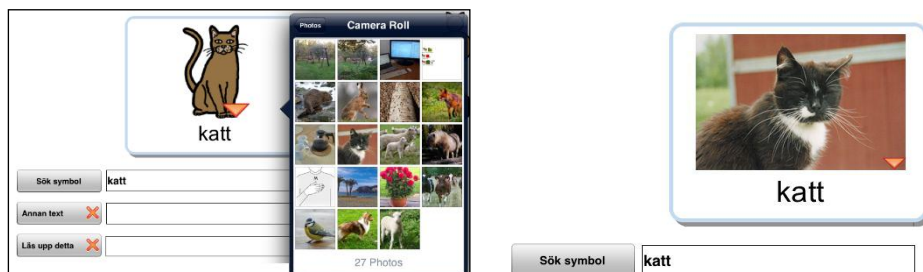 katt
Sök symbol
katt
Annan text
Läs upp detta
Photos
Camera Roll
27 Photos
katt
Sök symbol
katt